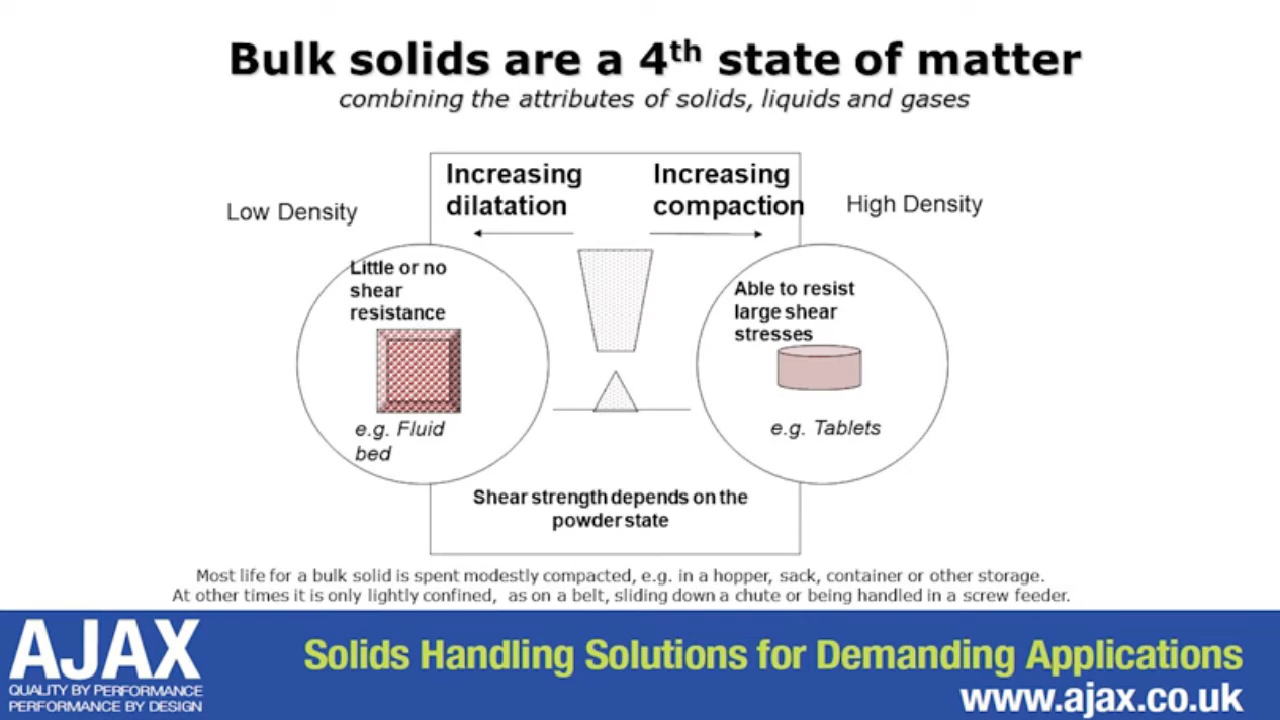 Bulk solids are a 4th state of matter
combining the attributes of solids, liquids and gases
Increasing
dilatation
Increasing
compaction
Low Density
High Density
Little or no
shear
resistance
e.g. Fluid
bed
Able to resist
large shear
stresses
e.g. Tablets
Shear strength depends on the
powder state
Most life for a bulk solid is spent modestly compacted, e.g. in a hopper, sack, container or other storage.
At other times it is only lightly confined, as on a belt, sliding down a chute or being handled in a screw feeder.
AJAX
QUALITY BY PERFORMANCE
PERFORMANCE BY DESIGN
Solids Handling Solutions for Demanding Applications
www.ajax.co.uk